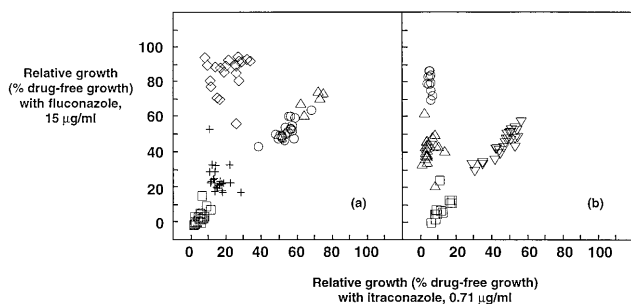 100
80
Relative growth
(% drug-free growth)
with fluconazole,
15 μg/ml
60
40
20
0
(a)
(b)
0 20 40 60 80 100
0 20 40 60 80 100
Relative growth (% drug-free growth)
with itraconazole, 0.71 μg/ml